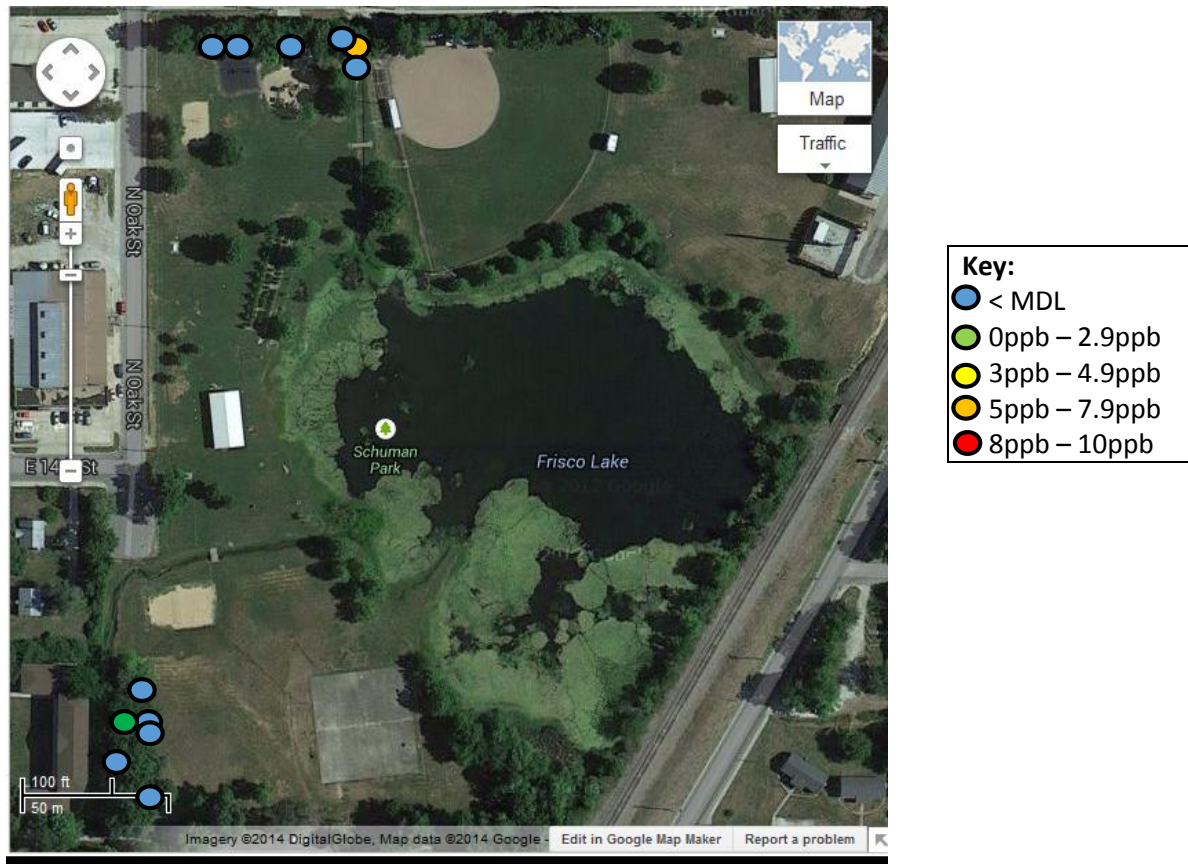 Map
Traffic
N Oak St
N Oak St
E 14 St
Schuman
Park
Frisco Lake
100 ft
50 m
Imagery ©2014 DigitalGlobe, Map data ©2014 Google - Edit in Google Map Maker Report a problem
Key:
< MDL
0ppb – 2.9ppb
3ppb – 4.9ppb
5ppb – 7.9ppb
8ppb – 10ppb